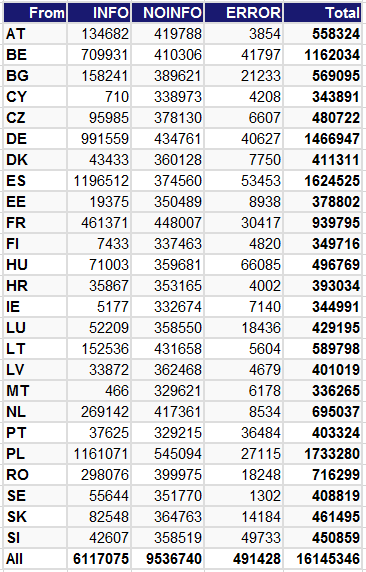 From INFO NOINFO ERROR Total
AT 134682 419788 3854 558324
BE 709931 410306 41797 1162034
BG 158241 389621 21233 569095
CY 710 338973 4208 343891
CZ 95985 378130 6607 480722
DE 991559 434761 40627 1466947
DK 43433 360128 7750 411311
ES 1196512 374560 53453 1624525
EE 19375 350489 8938 378802
FR 461371 448007 30417 939795
FI 7433 337463 4820 349716
HU 71003 359681 66085 496769
HR 35867 353165 4002 393034
IE 5177 332674 7140 344991
LU 52209 358550 18436 429195
LT 152536 431658 5604 589798
LV 33872 362468 4679 401019
MT 466 329621 6178 336265
NL 269142 417361 8534 695037
PT 37625 329215 36484 403324
PL 1161071 545094 27115 1733280
RO 298076 399975 18248 716299
SE 55644 351770 1302 408819
SK 82548 364763 14184 461495
SI 42607 358519 49733 450859
All 6117075 9536740 491428 16145346